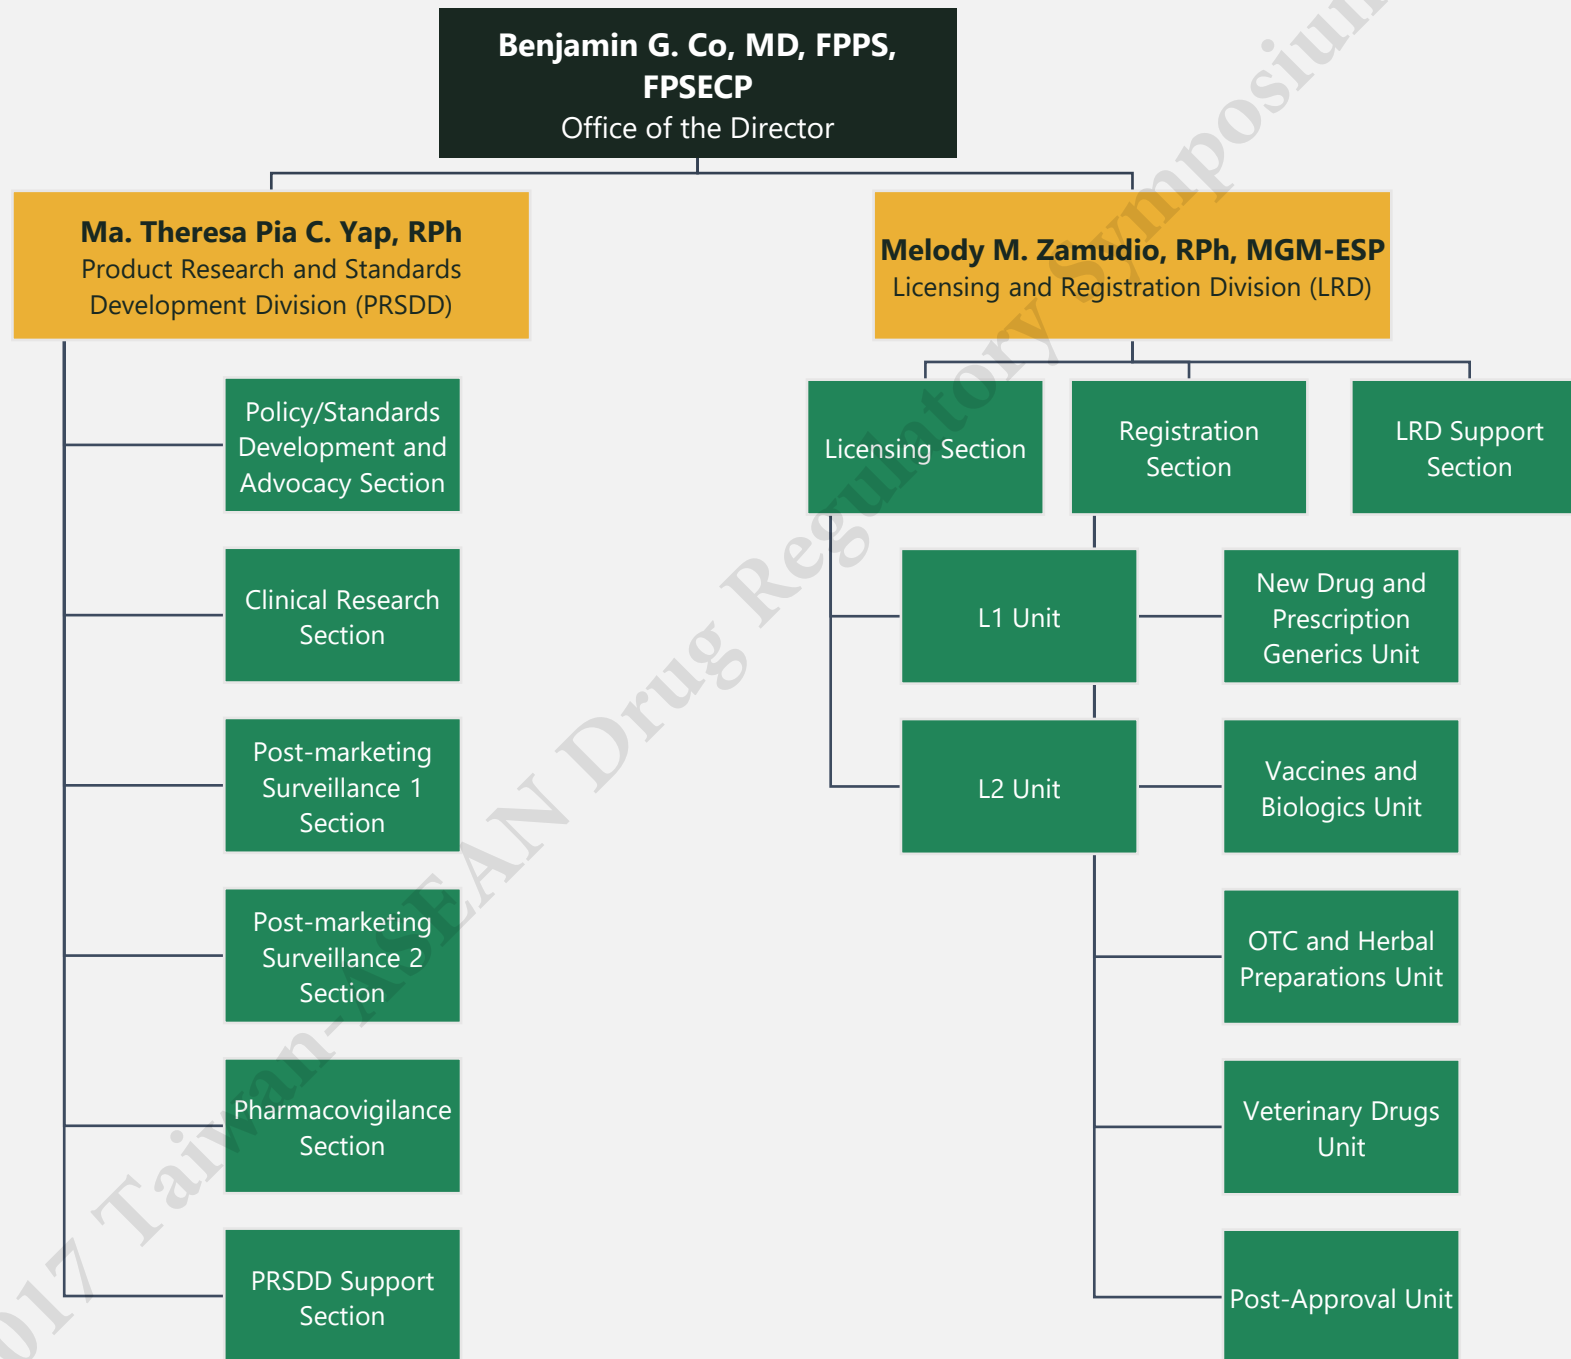 Benjamin G. Co, MD, FPPS,
FPSECP
Office of the Director
Ma. Theresa Pia C. Yap, RPh
Product Research and Standards
Development Division (PRSDD)
Melody M. Zamudio, RPh, MGM-ESP
Licensing and Registration Division (LRD)
Policy/Standards
Development and
Advocacy Section
Clinical Research
Section
Post-marketing
Surveillance 1
Section
Post-marketing
Surveillance 2
Section
Pharmacovigilance
Section
PRSDD Support
Section
Licensing Section
Registration
Section
LRD Support
Section
L1 Unit
L2 Unit
New Drug and
Prescription
Generics Unit
Vaccines and
Biologics Unit
OTC and Herbal
Preparations Unit
Veterinary Drugs
Unit
Post-Approval Unit
017 Taiwan-ASEAN Drug Regulatory Symposium